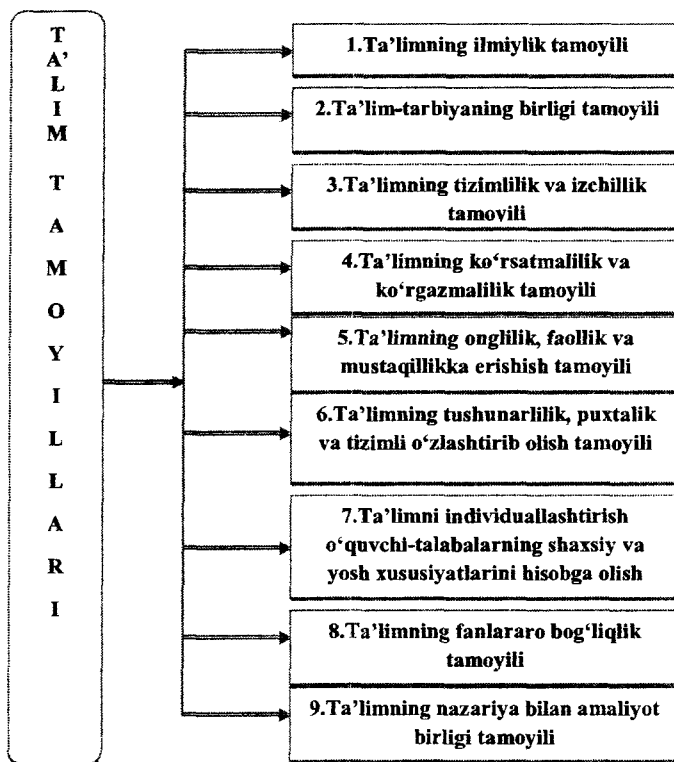 TA'LIM TAMOYILLARI
1.Ta’limning ilmiylik tamoyili
2.Ta’lim-tarbiyaning birligi tamoyili
3.Ta’limning tizimlilik va izchillik
tamoyili
4.Ta’limning ko‘rsatmalilik va
ko‘rgazmalilik tamoyili
5.Ta’limning onglilik, faollik va
mustaqillikka erishish tamoyili
6.Ta’limning tushunarlilik, puxtalik
va tizimli o‘zlashtirib olish tamoyili
7.Ta’limni individuallashtirish
o‘quvchi-talabalarning shaxsiy va
yosh xususiyatlarini hisobga olish
8.Ta’limning fanlararo bog‘liqlik
tamoyili
9.Ta’limning nazariya bilan amaliyot
birligi tamoyili